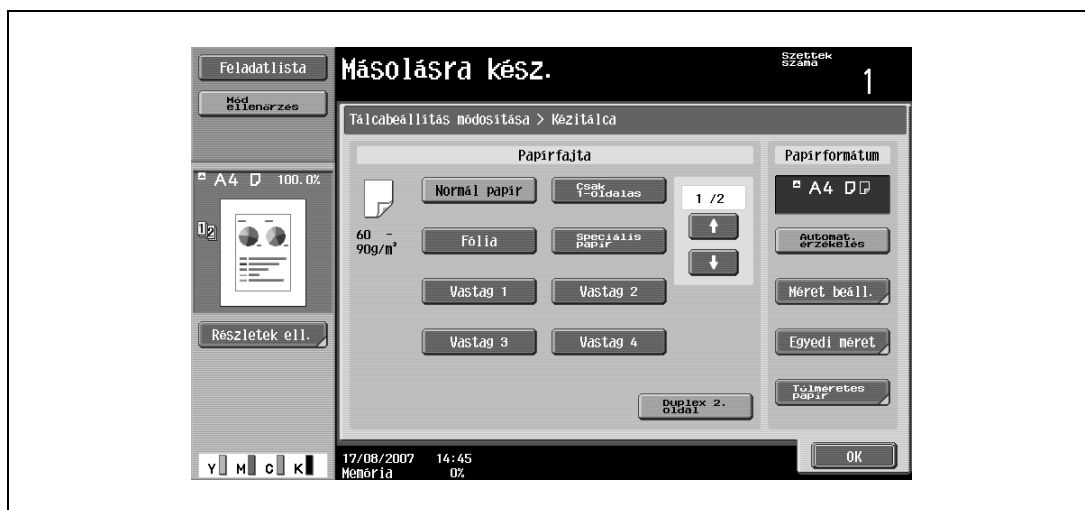 Feladatlista
Mód
ellenőrzés
Másolásra kész.
Szettek
száma
1
Tálcabeállítás módosítása > Kézitálca
Papírfajta
Papírformátum
A4 100.0%
12
Normál papír
Csak
1-oldalas
1 /2
A4
60 -
90g/m²
Fólia
Speciális
papír
Automat.
érzékelés
Vastag 1
Vastag 2
Méret beáll.
Részletek ell.
Vastag 3
Vastag 4
Egyedi méret
Túlméretes
papír
Duplex 2.
oldal
Y M C K
17/08/2007 14:45
Memória 0%
OK